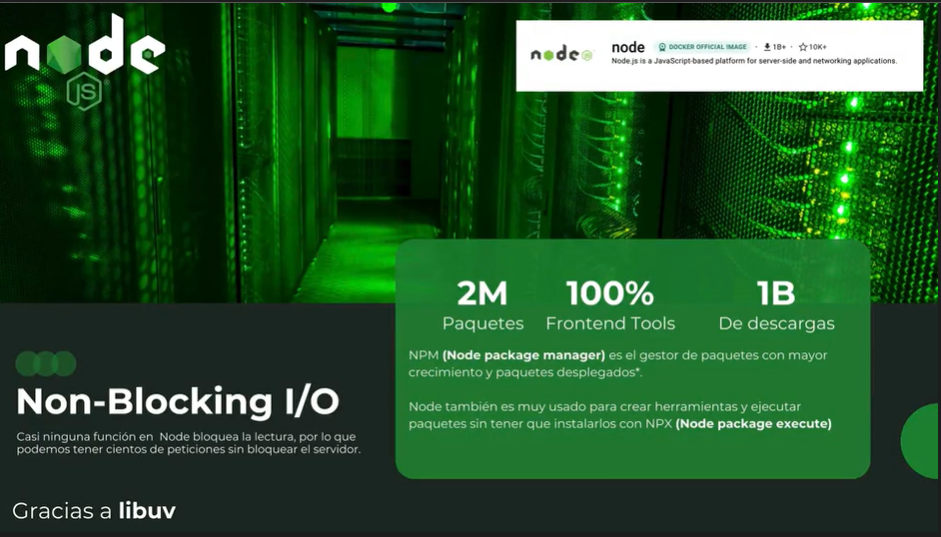 node
JS
node
node DOCKER OFFICIAL IMAGE · 1B+ · 10K+
Node.js is a JavaScript-based platform for server-side and networking applications.
2M
Paquetes
100%
Frontend Tools
1B
De descargas
NPM (Node package manager) es el gestor de paquetes con mayor
crecimiento y paquetes desplegados*.
Node también es muy usado para crear herramientas y ejecutar
paquetes sin tener que instalarlos con NPX (Node package execute)
Non-Blocking I/O
Casi ninguna función en Node bloquea la lectura, por lo que
podemos tener cientos de peticiones sin bloquear el servidor.
Gracias a libuv